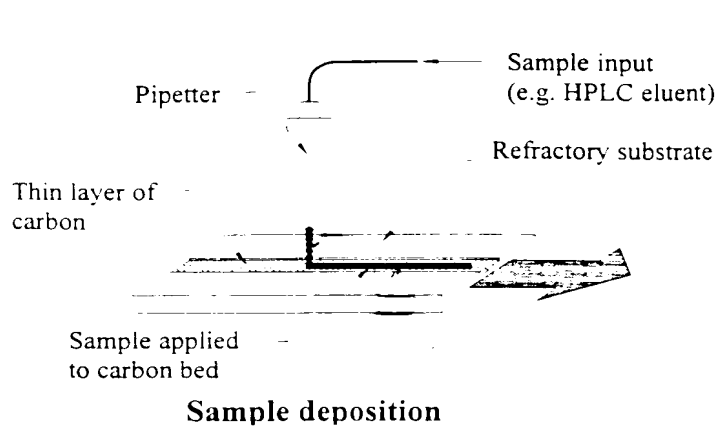 Sample input
(e.g. HPLC eluent)
Pipetter
Refractory substrate
Thin layer of
carbon
Sample applied
to carbon bed
Sample deposition